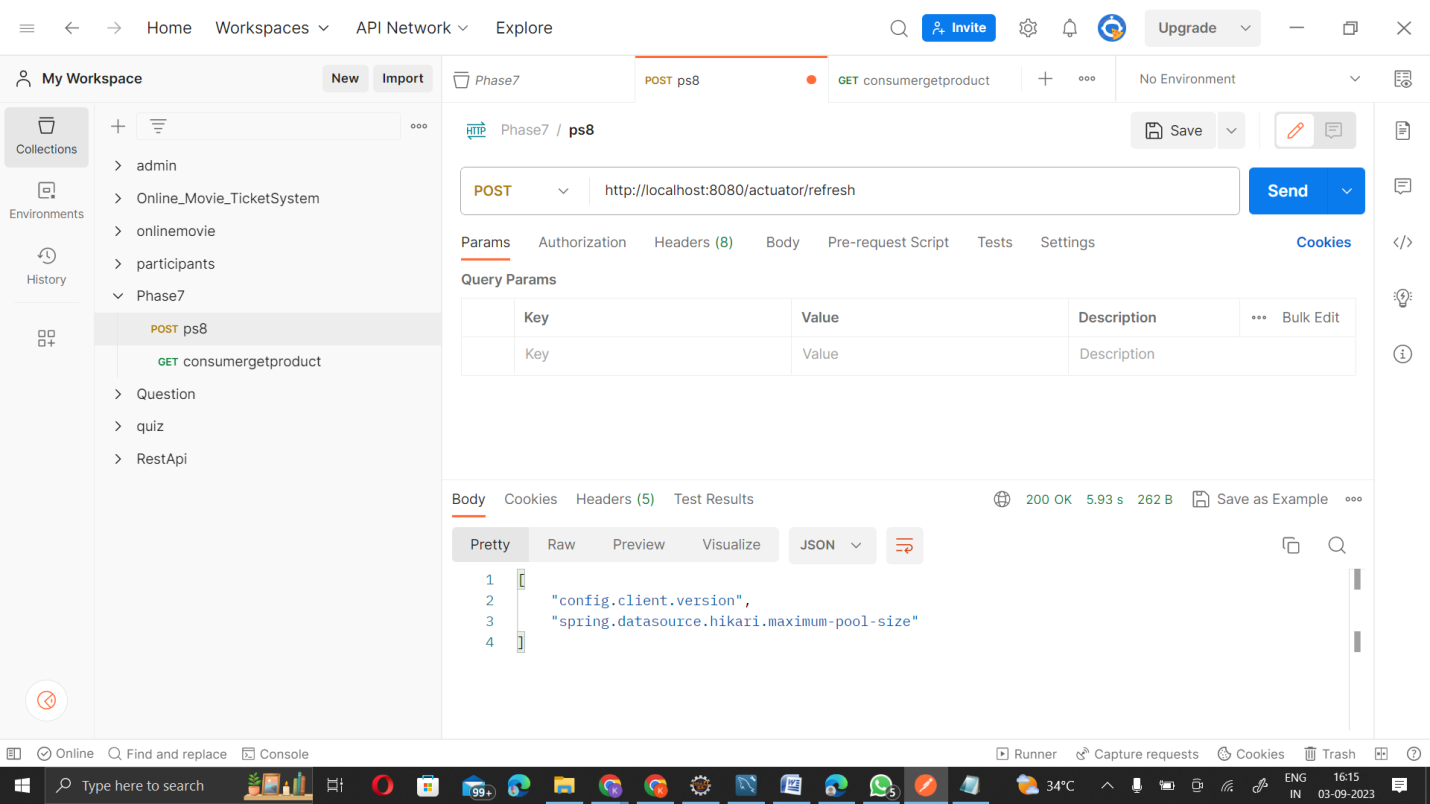 Home Workspaces API Network Explore Invite Upgrade
My Workspace New Import Phase7 POST ps8 GET consumergetproduct No Environment
Collections
Environments
History
admin
Online_Movie_TicketSystem
onlinemovie
participants
Phase7
POST ps8
GET consumergetproduct
Question
quiz
RestApi
HTTP Phase7 / ps8 Save
POST http://localhost:8080/actuator/refresh Send
Params Authorization Headers (8) Body Pre-request Script Tests Settings Cookies
Query Params
Key Value Description Bulk Edit
Key Value Description
Body Cookies Headers (5) Test Results 200 OK 5.93 s 262 B Save as Example
Pretty Raw Preview Visualize JSON
1 [
2 "config.client.version",
3 "spring.datasource.hikari.maximum-pool-size"
4 ]
Online Find and replace Console Runner Capture requests Cookies Trash
Type here to search 99+ 5 34°C ENG IN 16:15 03-09-2023